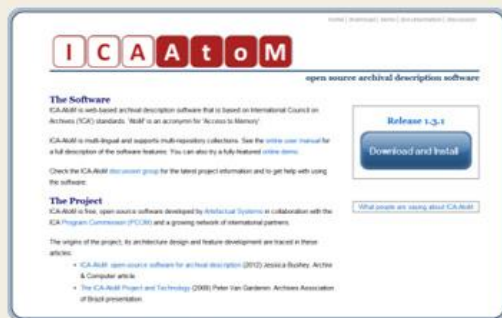 home | download | demo | documentation | discussion
ICAAtoM
open source archival description software
The Software
ICA-AtoM is web-based archival description software that is based on International Council on
Archives ('ICA') standards. 'AtoM' is an acronym for 'Access to Memory'.
ICA-AtoM is multi-lingual and supports multi-repository collections. See the online user manual for
a full description of the software features. You can also try a fully-featured online demo.
Check the ICA-AtoM discussion group for the latest project information and to get help with using
the software.
Release 1.3.1
Download and Install
What people are saying about ICA-AtoM
The Project
ICA-AtoM is free, open source software developed by Artefactual Systems in collaboration with the
ICA Program Commission (PCOM) and a growing network of international partners.
The origins of the project, its architecture design and feature development are traced in these
articles:
• ICA-AtoM: open-source software for archival description (2012) Jessica Bushey. Archivi
& Computer article.
• The ICA-AtoM Project and Technology (2009) Peter Van Garderen. Archives Association
of Brazil presentation